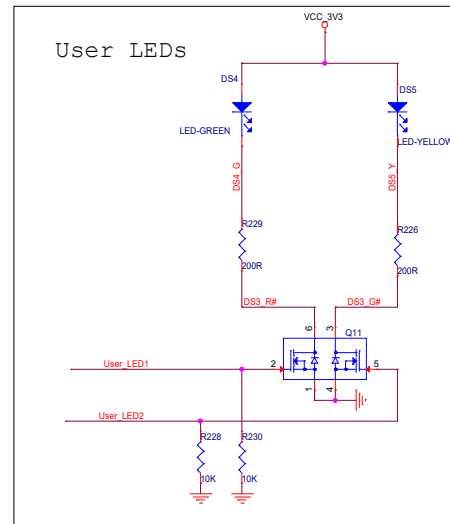 VCC_3V3
User LEDs
DS4
DS5
LED-GREEN
LED-YELLOW
DS4_G
DS5_Y
R229
R226
200R
200R
DS3_R#
DS3_G#
6
3
Q11
User_LED1
2
5
1
4
User_LED2
R228
R230
10K
10K